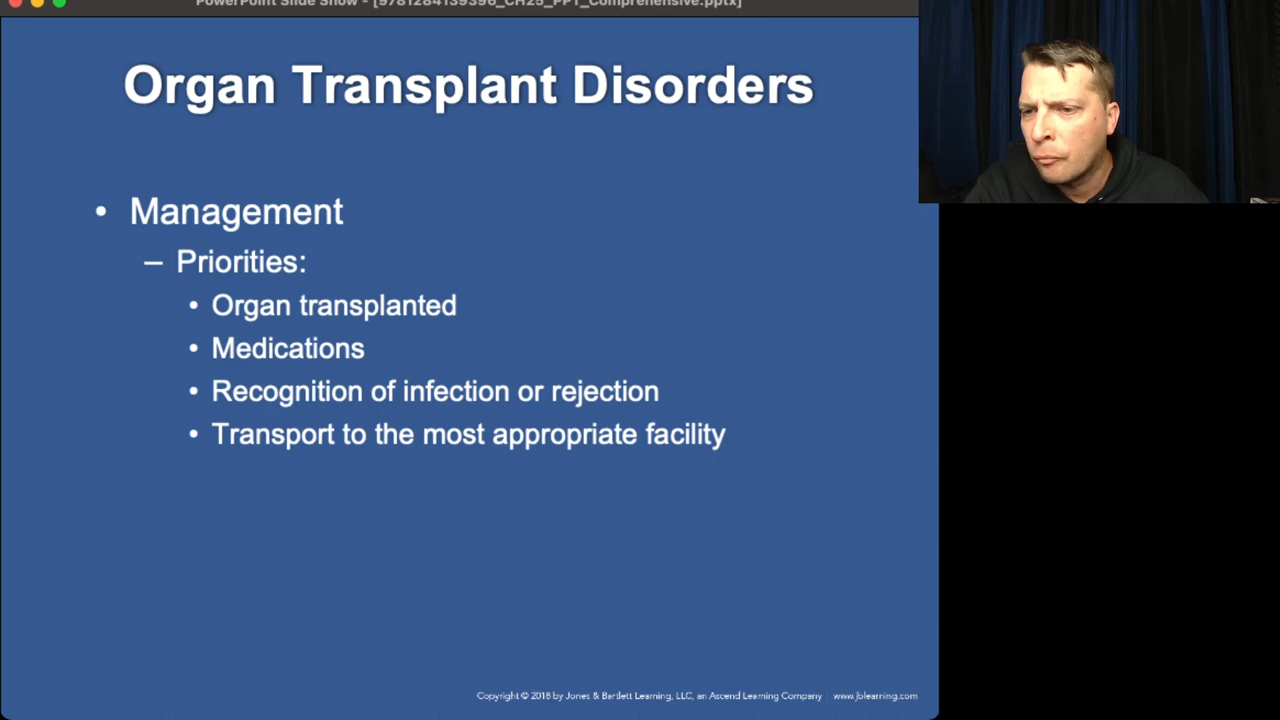 PowerPoint Slide Show - [9781284139396_CH25_PPT_Comprehensive.pptx]
Organ Transplant Disorders
• Management
– Priorities:
• Organ transplanted
• Medications
• Recognition of infection or rejection
• Transport to the most appropriate facility
Copyright © 2018 by Jones & Bartlett Learning, LLC, an Ascend Learning Company | www.jblearning.com